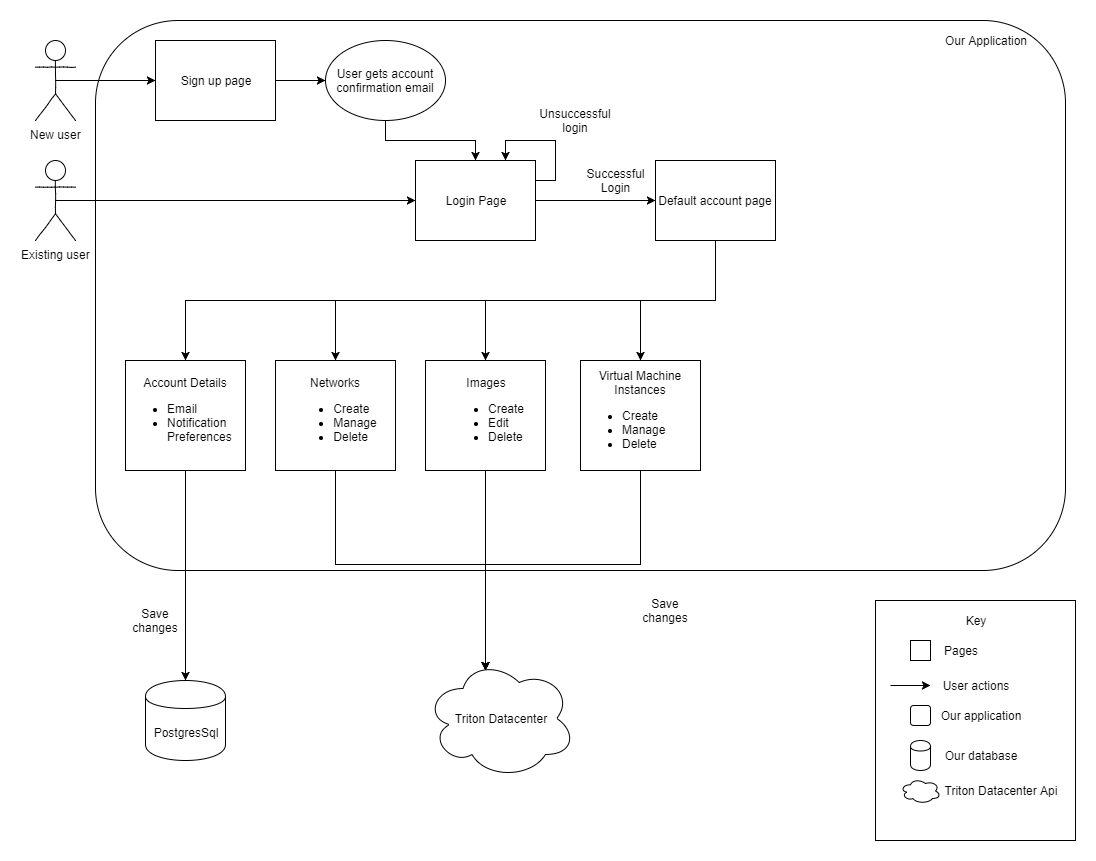 Our Application
New user
Sign up page
User gets account
confirmation email
Unsuccessful
login
Existing user
Login Page
Successful
Login
Default account page
Account Details
• Email
• Notification
Preferences
Networks
• Create
• Manage
• Delete
Images
• Create
• Edit
• Delete
Virtual Machine
Instances
• Create
• Manage
• Delete
Save
changes
Save
changes
PostgresSql
Triton Datacenter
Key
Pages
User actions
Our application
Our database
Triton Datacenter Api